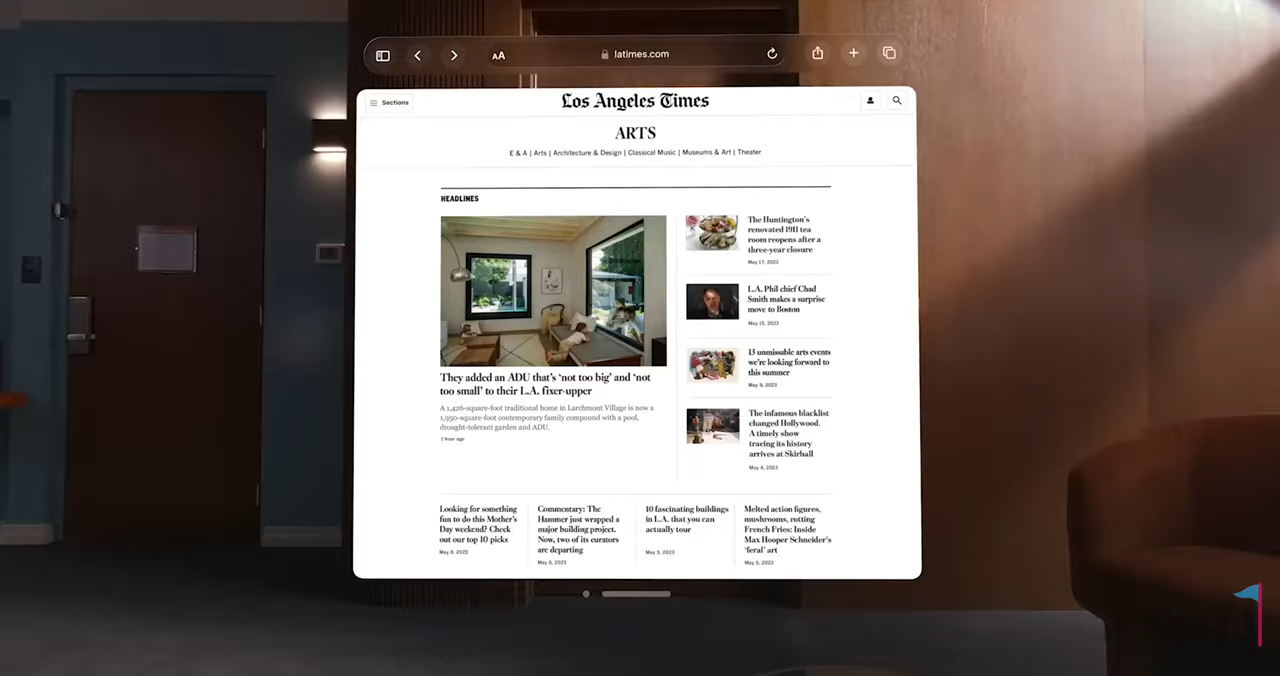 AA
latimes.com
Sections
Los Angeles Times
ARTS
E & A | Arts | Architecture & Design | Classical Music | Museums & Art | Theater
HEADLINES
They added an ADU that's ‘not too big’ and ‘not
too small’ to their L.A. fixer-upper
A 1,426-square-foot traditional home in Larchmont Village is now a
1,950-square-foot contemporary family compound with a pool,
drought-tolerant garden and ADU.
1 hour ago
The Huntington's
renovated 1911 tea
room reopens after a
three-year closure
May 17, 2023
L.A. Phil chief Chad
Smith makes a surprise
move to Boston
May 15, 2023
13 unmissable arts events
we're looking forward to
this summer
May 9, 2023
The infamous blacklist
changed Hollywood.
A timely show
tracing its history
arrives at Skirball
May 4, 2023
Looking for something
fun to do this Mother's
Day weekend? Check
out our top 10 picks
May 8, 2023
Commentary: The
Hammer just wrapped a
major building project.
Now, two of its curators
are departing
May 8, 2023
10 fascinating buildings
in L.A. that you can
actually tour
May 5, 2023
Melted action figures,
mushrooms, rotting
French Fries: Inside
Max Hooper Schneider's
‘feral’ art
May 5, 2023